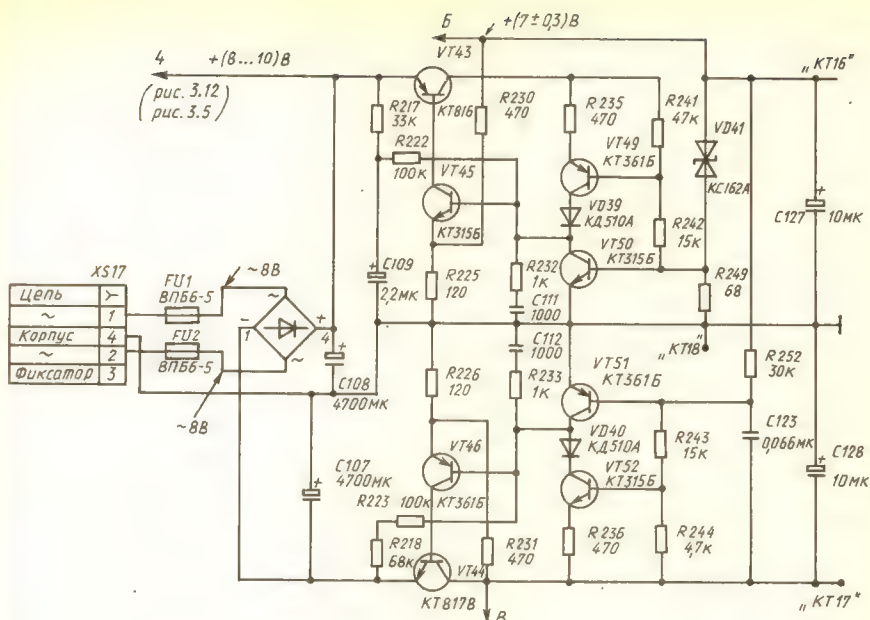 Б
+(7±0,3)В
4
+(8...10)В
VT43
„КТ16"
(рис. 3.12
рис. 3.5)
R217
33к
КТ816
R230
470
R235
470
R241
47к
R222
100к
VT45
VT49
КТ361Б
VD41
КС162А
КТ315Б
VD39
КД510А
R242
15к
C127
+
10мк
XS17
FU1
ВПБ6-5
~8В
C109
+
2,2мк
R225
120
R232
1к
VT50
КТ315Б
R249
68
Цепь
~ 1
Корпус 4
~ 2
Фиксатор 3
~
- 1
+ 4
~
C111
1000
FU2
ВПБ6-5
C112
1000
„КТ18"
C108
4700мк
+
VT51
КТ361Б
R252
30к
~8В
R226
120
R233
1к
C107
4700мк
+
VT46
КТ361Б
VD40
КД510А
R243
15к
C123
0,066мк
C128
+
10мк
VT52
КТ315Б
R223 100к
R218
68к
R231
470
R236
470
R244
4,7к
VT44
КТ817В
В
„КТ17"